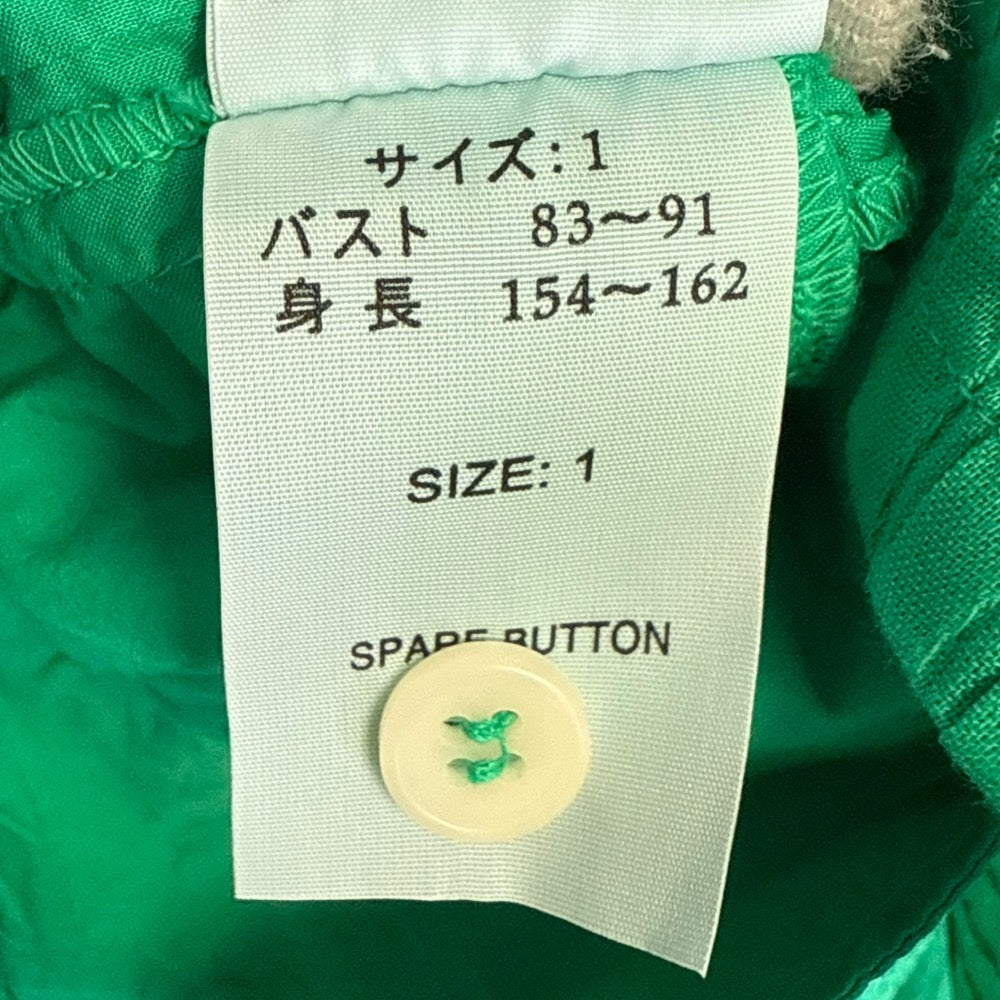 サイズ: 1
バスト 83～91
身長 154～162
SIZE: 1
SPARE BUTTON